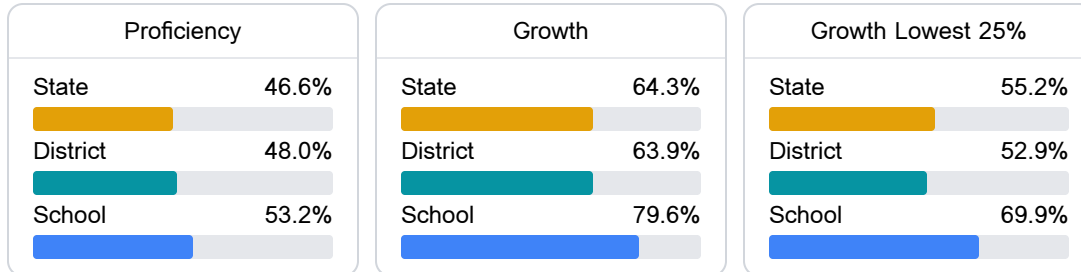 Proficiency
State 46.6%
District 48.0%
School 53.2%
Growth
State 64.3%
District 63.9%
School 79.6%
Growth Lowest 25%
State 55.2%
District 52.9%
School 69.9%